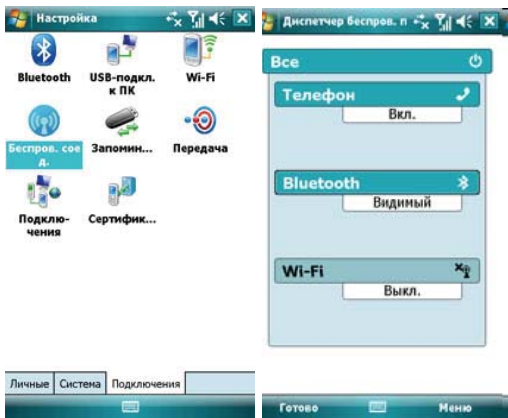 Настройка
Bluetooth
USB-подкл.
к ПК
Wi-Fi
Беспров. сое
д.
Запомин...
Передача
Подклю-
чения
Сертифик...
Личные Система Подключения
Диспетчер беспров. п
Все
Телефон
Вкл.
Bluetooth
Видимый
Wi-Fi
Выкл.
Готово Меню